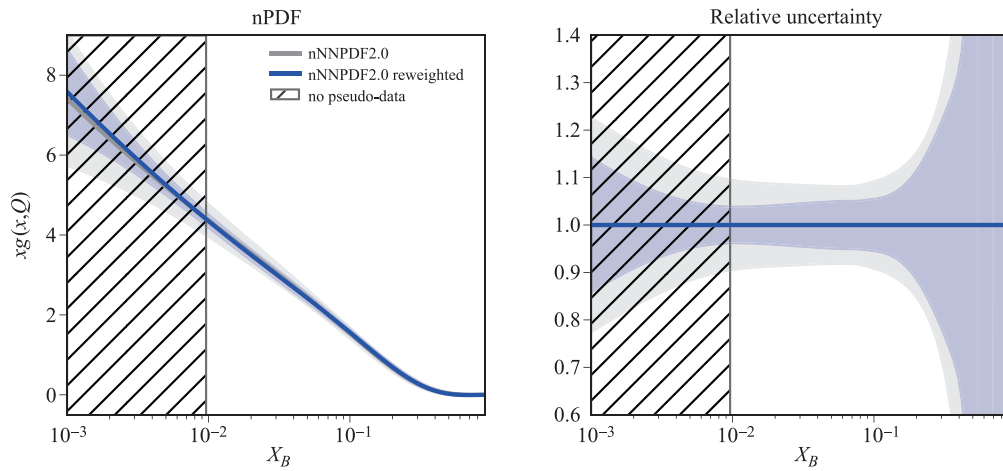 nPDF
nNNPDF2.0
nNNPDF2.0 reweighted
no pseudo-data
8
6
4
2
0
xg(x,Q)
10⁻³
10⁻²
10⁻¹
X_B
Relative uncertainty
1.4
1.3
1.2
1.1
1.0
0.9
0.8
0.7
0.6
10⁻³
10⁻²
10⁻¹
X_B